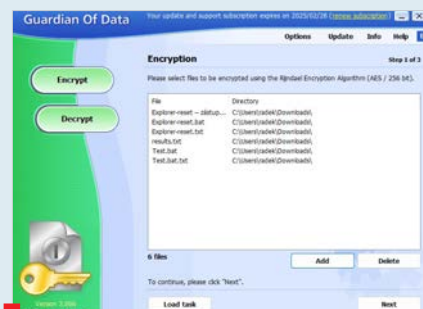 Guardian Of Data
Your update and support subscription expires on 2025/02/28 (renew subscription)
Options Update Info Help
Encryption Step 1 of 3
Please select files to be encrypted using the Rijndael Encryption Algorithm (AES / 256 bit).
Encrypt
Decrypt
File Directory
Explorer-reset – zástup... C:\Users\radek\Downloads\
Explorer-reset.bat C:\Users\radek\Downloads\
Explorer-reset.txt C:\Users\radek\Downloads\
results.txt C:\Users\radek\Downloads\
Test.bat C:\Users\radek\Downloads\
Test.bat.txt C:\Users\radek\Downloads\
6 files
Add Delete
To continue, please click "Next".
Load task Next